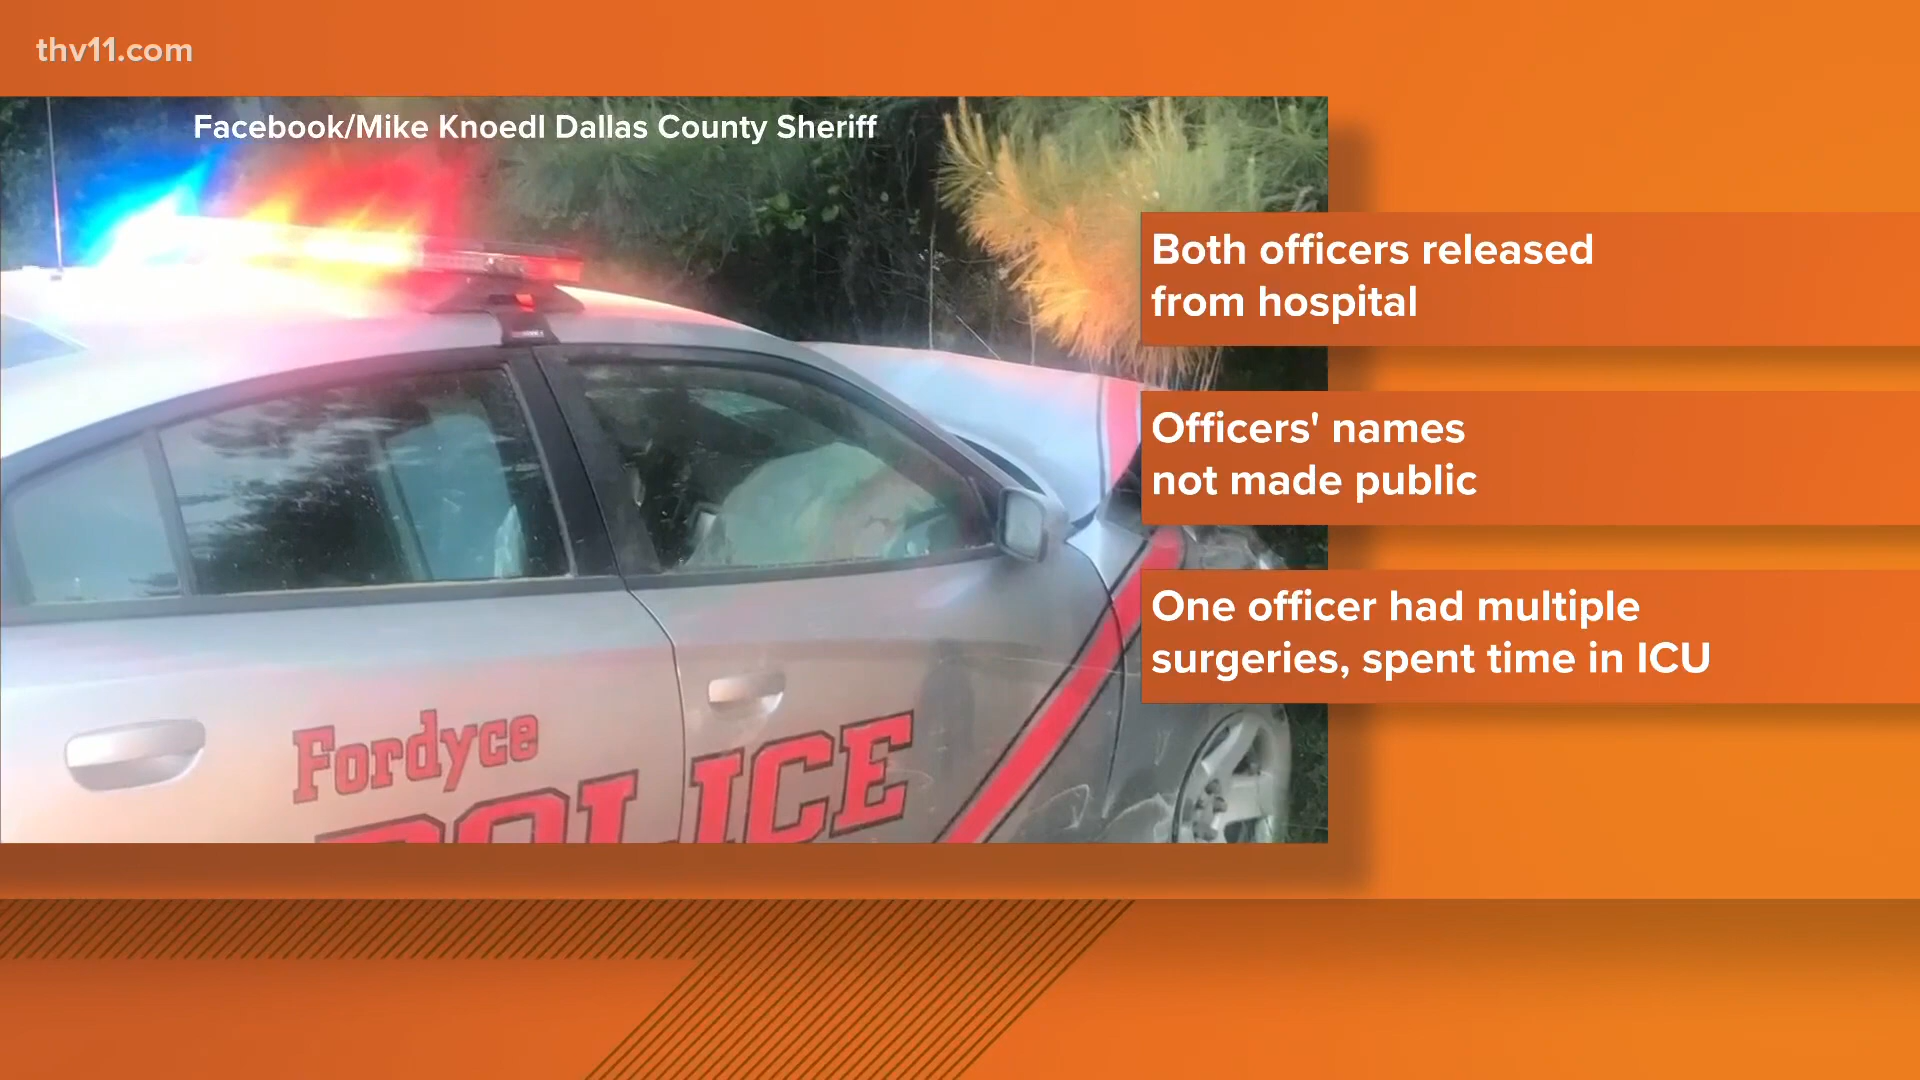 thv11.com
Facebook/Mike Knoedl Dallas County Sheriff
Both officers released
from hospital
Officers' names
not made public
One officer had multiple
surgeries, spent time in ICU
Fordyce
POLICE